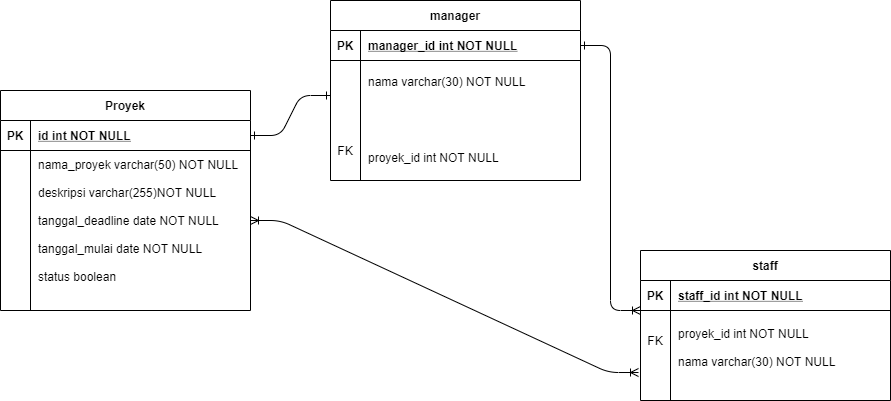 manager
PK manager_id int NOT NULL
nama varchar(30) NOT NULL
FK proyek_id int NOT NULL
Proyek
PK id int NOT NULL
nama_proyek varchar(50) NOT NULL
deskripsi varchar(255)NOT NULL
tanggal_deadline date NOT NULL
tanggal_mulai date NOT NULL
status boolean
staff
PK staff_id int NOT NULL
FK proyek_id int NOT NULL
nama varchar(30) NOT NULL